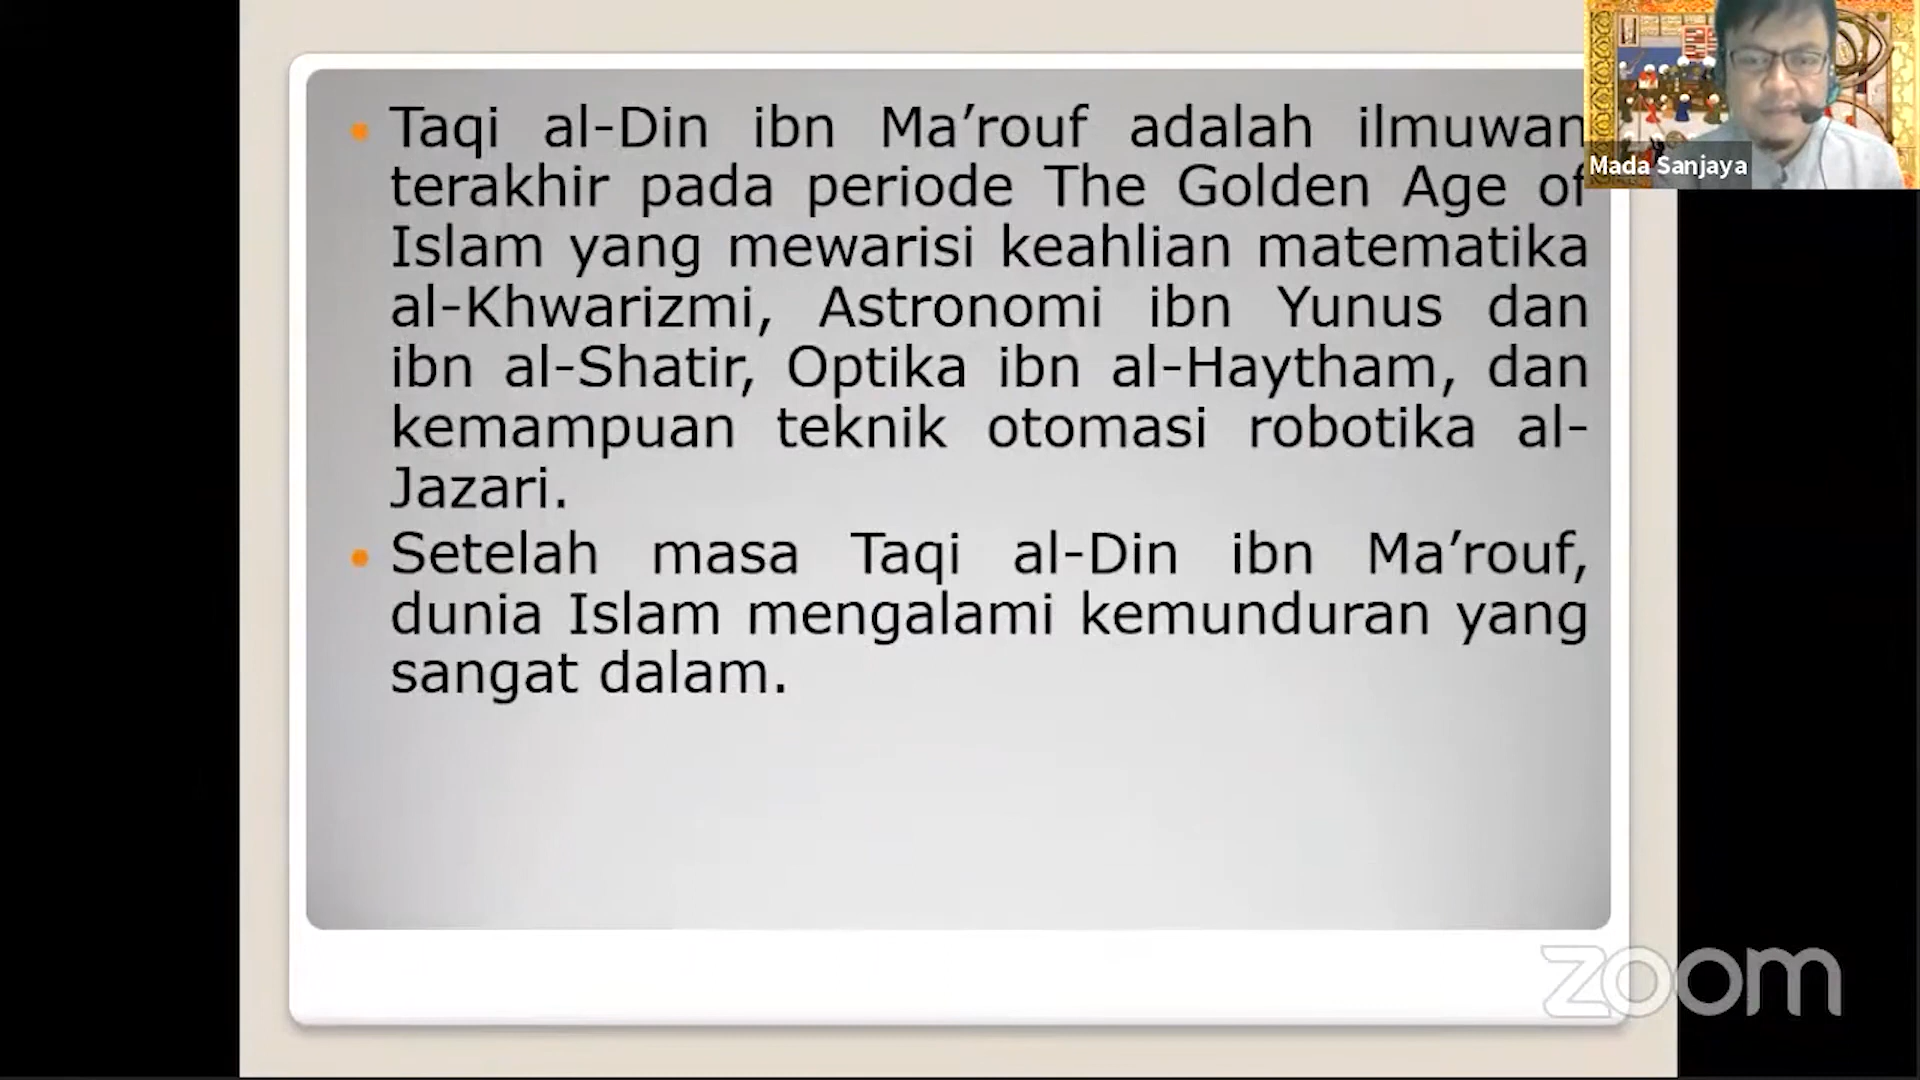 Taqi al-Din ibn Ma’rouf adalah ilmuwan
terakhir pada periode The Golden Age of
Islam yang mewarisi keahlian matematika
al-Khwarizmi, Astronomi ibn Yunus dan
ibn al-Shatir, Optika ibn al-Haytham, dan
kemampuan teknik otomasi robotika al-
Jazari.
Setelah masa Taqi al-Din ibn Ma’rouf,
dunia Islam mengalami kemunduran yang
sangat dalam.
Mada Sanjaya
zoom